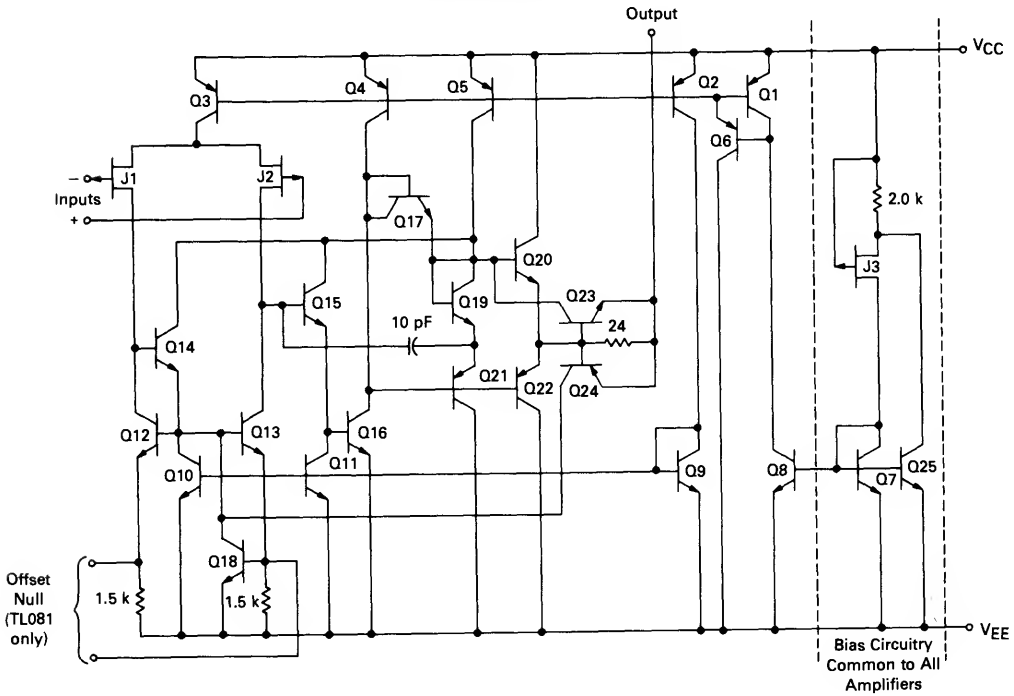 Output
VCC
Q3
Q4
Q5
Q2
Q1
Q6
−
J1
J2
Inputs
+
Q17
2.0 k
J3
Q20
Q23
Q15
Q19
24
10 pF
Q14
Q21
Q22
Q24
Q12
Q13
Q16
Q10
Q11
Q9
Q8
Q7
Q25
Q18
Offset
Null
(TL081
only)
1.5 k
1.5 k
VEE
Bias Circuitry
Common to All
Amplifiers